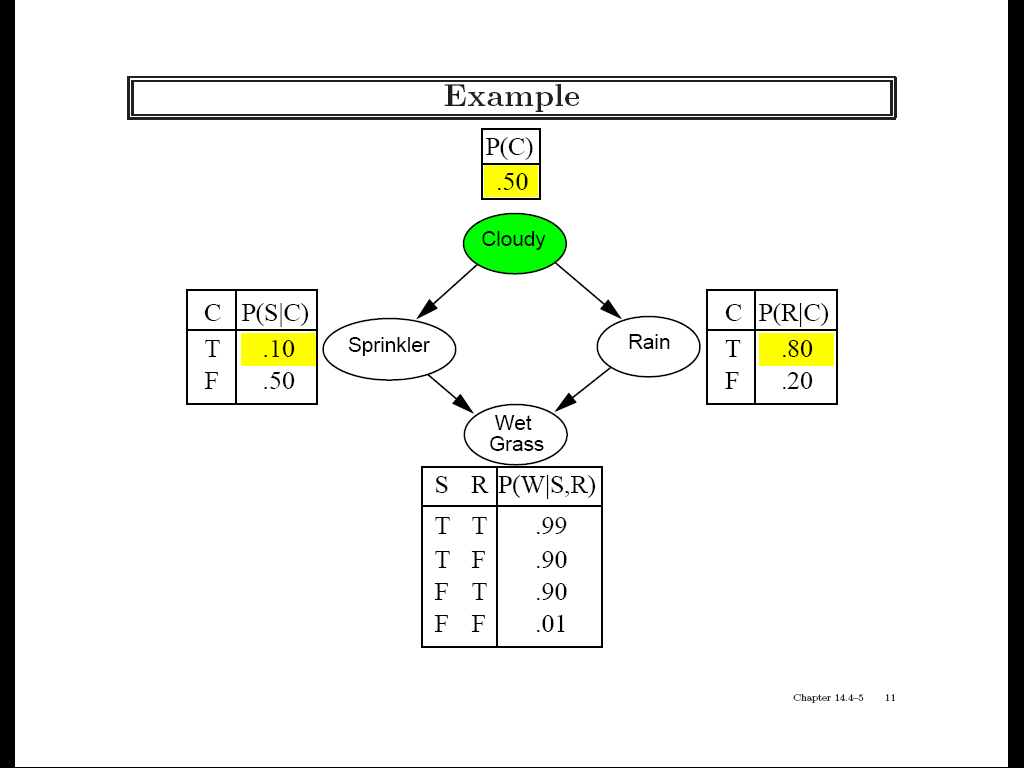 Example
P(C)
.50
Cloudy
C P(S|C)
T .10
F .50
Sprinkler
Rain
C P(R|C)
T .80
F .20
Wet
Grass
S R P(W|S,R)
T T .99
T F .90
F T .90
F F .01
Chapter 14.4–5 11